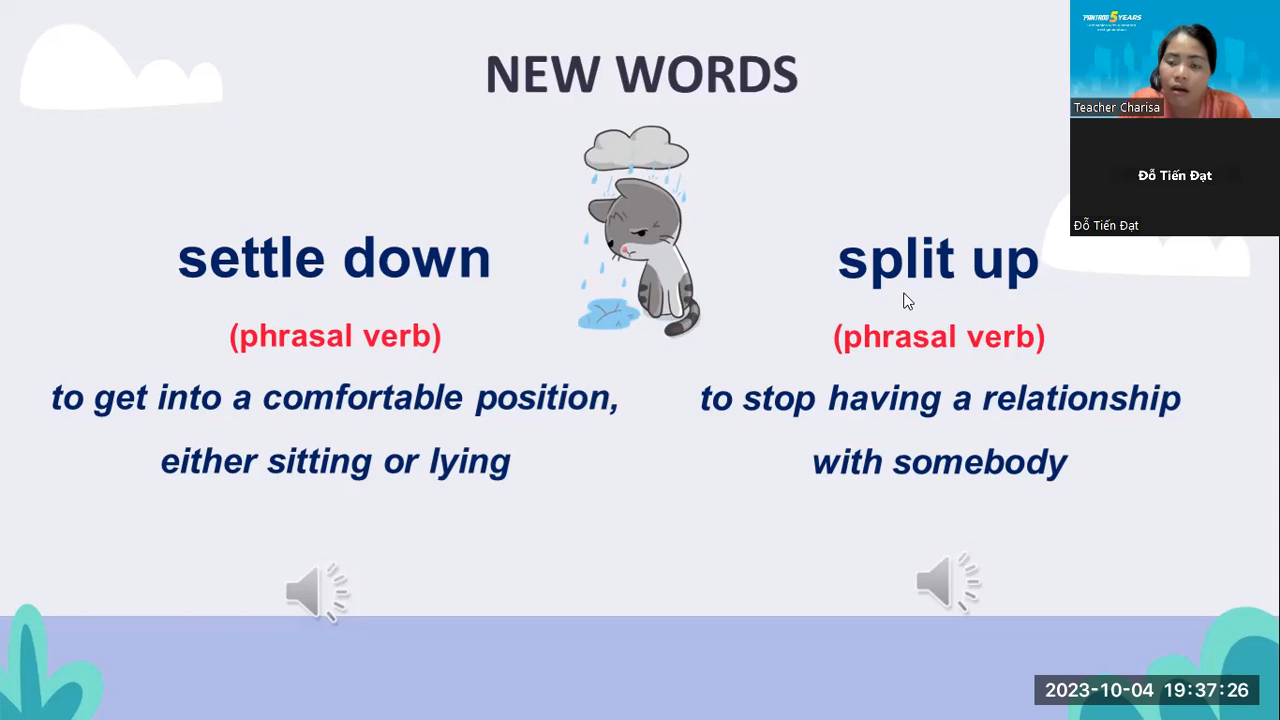 NEW WORDS
settle down
(phrasal verb)
to get into a comfortable position,
either sitting or lying
split up
(phrasal verb)
to stop having a relationship
with somebody
5 YEARS
Teacher Charisa
Đỗ Tiến Đạt
Đỗ Tiến Đạt
2023-10-04 19:37:26